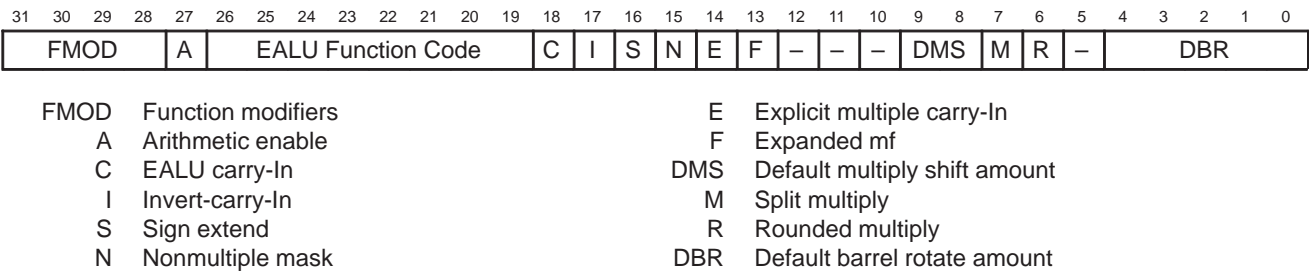 31 30 29 28 27 26 25 24 23 22 21 20 19 18 17 16 15 14 13 12 11 10 9 8 7 6 5 4 3 2 1 0
FMOD A EALU Function Code C I S N E F – – – DMS M R – DBR
FMOD Function modifiers E Explicit multiple carry-In
A Arithmetic enable F Expanded mf
C EALU carry-In DMS Default multiply shift amount
I Invert-carry-In M Split multiply
S Sign extend R Rounded multiply
N Nonmultiple mask DBR Default barrel rotate amount